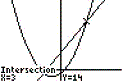 Intersection
X=3 Y=14